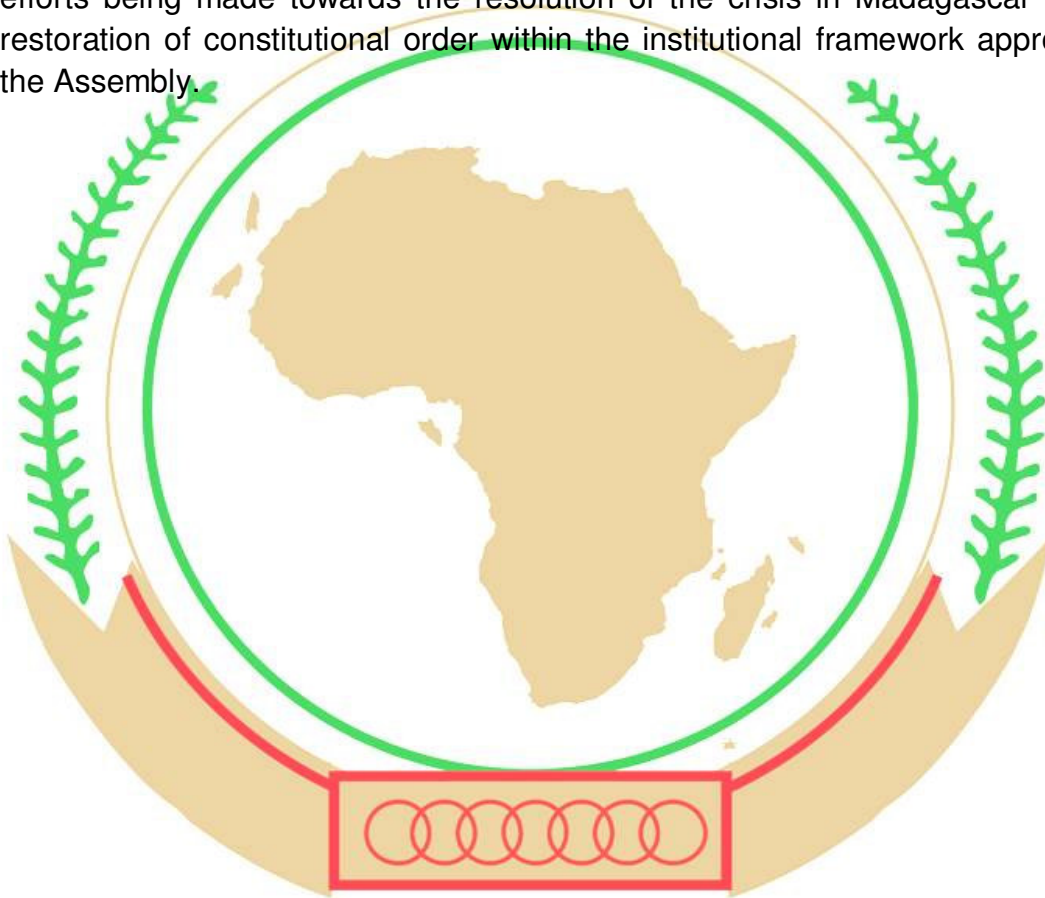 efforts being made towards the resolution of the crisis in Madagascar
restoration of constitutional order within the institutional framework
the Assembly.